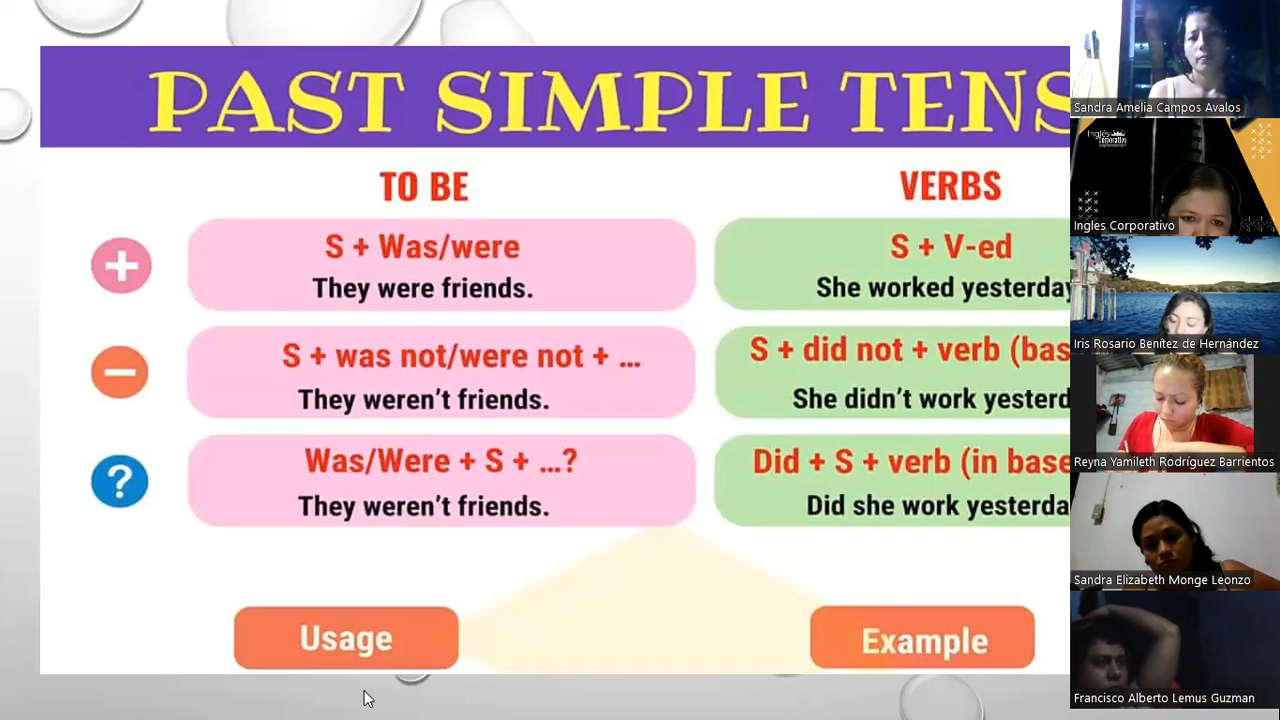 PAST SIMPLE TENS
TO BE
VERBS
S + Was/were
They were friends.
S + V-ed
She worked yesterday
S + was not/were not + ...
They weren't friends.
S + did not + verb (bas
She didn't work yesterd
Was/Were + S + ...?
They weren't friends.
Did + S + verb (in base
Did she work yesterda
Usage
Example
Sandra Amelia Campos Avalos
Inglés
Corporativo
Ingles Corporativo
Iris Rosario Benítez de Hernández
Reyna Yamileth Rodríguez Barrientos
Sandra Elizabeth Monge Leonzo
Francisco Alberto Lemus Guzman